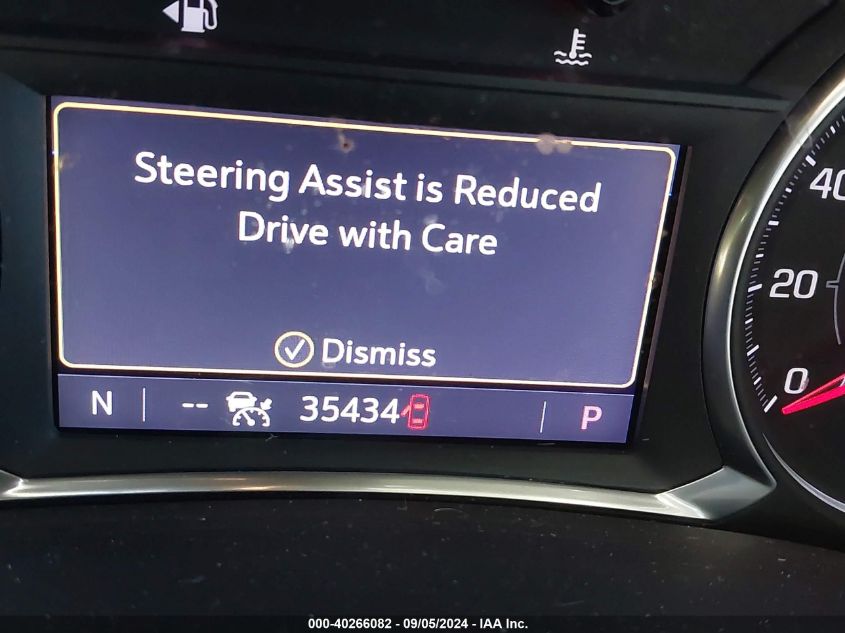 Steering Assist is Reduced
Drive with Care
Dismiss
N -- 35434 P
40
20
0
000-40266082 - 09/05/2024 - IAA Inc.